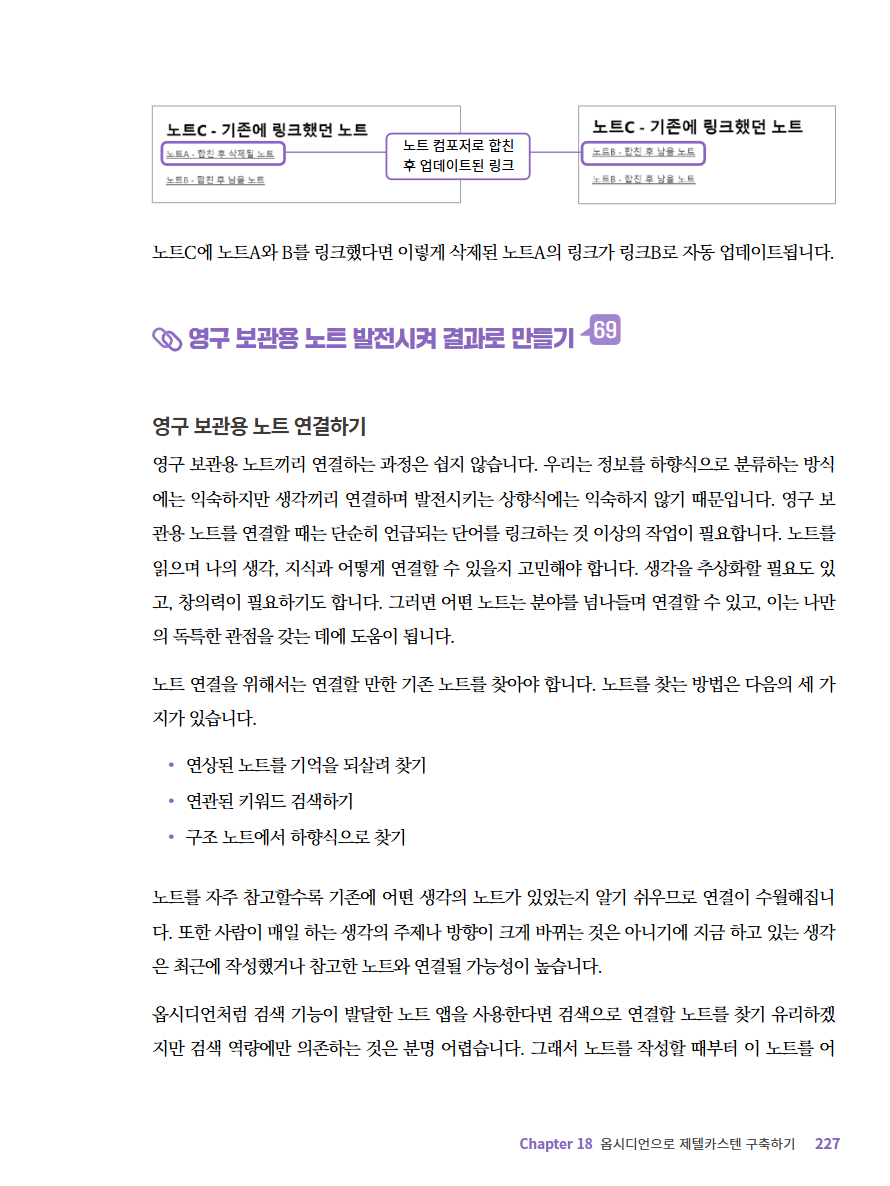 노트C - 기존에 링크했던 노트
노트A - 합친 후 삭제될 노트
노트B - 합친 후 남을 노트
노트 컴포저로 합친
후 업데이트된 링크
노트C - 기존에 링크했던 노트
노트B - 합친 후 남을 노트
노트B - 합친 후 남을 노트
노트C에 노트A와 B를 링크했다면 이렇게 삭제된 노트A의 링크가 링크B로 자동 업데이트됩니다.
영구 보관용 노트 발전시켜 결과로 만들기 69
영구 보관용 노트 연결하기
영구 보관용 노트끼리 연결하는 과정은 쉽지 않습니다. 우리는 정보를 하향식으로 분류하는 방식
에는 익숙하지만 생각끼리 연결하며 발전시키는 상향식에는 익숙하지 않기 때문입니다. 영구 보
관용 노트를 연결할 때는 단순히 언급되는 단어를 링크하는 것 이상의 작업이 필요합니다. 노트를
읽으며 나의 생각, 지식과 어떻게 연결할 수 있을지 고민해야 합니다. 생각을 추상화할 필요도 있
고, 창의력이 필요하기도 합니다. 그러면 어떤 노트는 분야를 넘나들며 연결할 수 있고, 이는 나만
의 독특한 관점을 갖는 데에 도움이 됩니다.
노트 연결을 위해서는 연결할 만한 기존 노트를 찾아야 합니다. 노트를 찾는 방법은 다음의 세 가
지가 있습니다.
• 연상된 노트를 기억을 되살려 찾기
• 연관된 키워드 검색하기
• 구조 노트에서 하향식으로 찾기
노트를 자주 참고할수록 기존에 어떤 생각의 노트가 있었는지 알기 쉬우므로 연결이 수월해집니
다. 또한 사람이 매일 하는 생각의 주제나 방향이 크게 바뀌는 것은 아니기에 지금 하고 있는 생각
은 최근에 작성했거나 참고한 노트와 연결될 가능성이 높습니다.
옵시디언처럼 검색 기능이 발달한 노트 앱을 사용한다면 검색으로 연결할 노트를 찾기 유리하겠
지만 검색 역량에만 의존하는 것은 분명 어렵습니다. 그래서 노트를 작성할 때부터 이 노트를 어
Chapter 18 옵시디언으로 제텔카스텐 구축하기 227